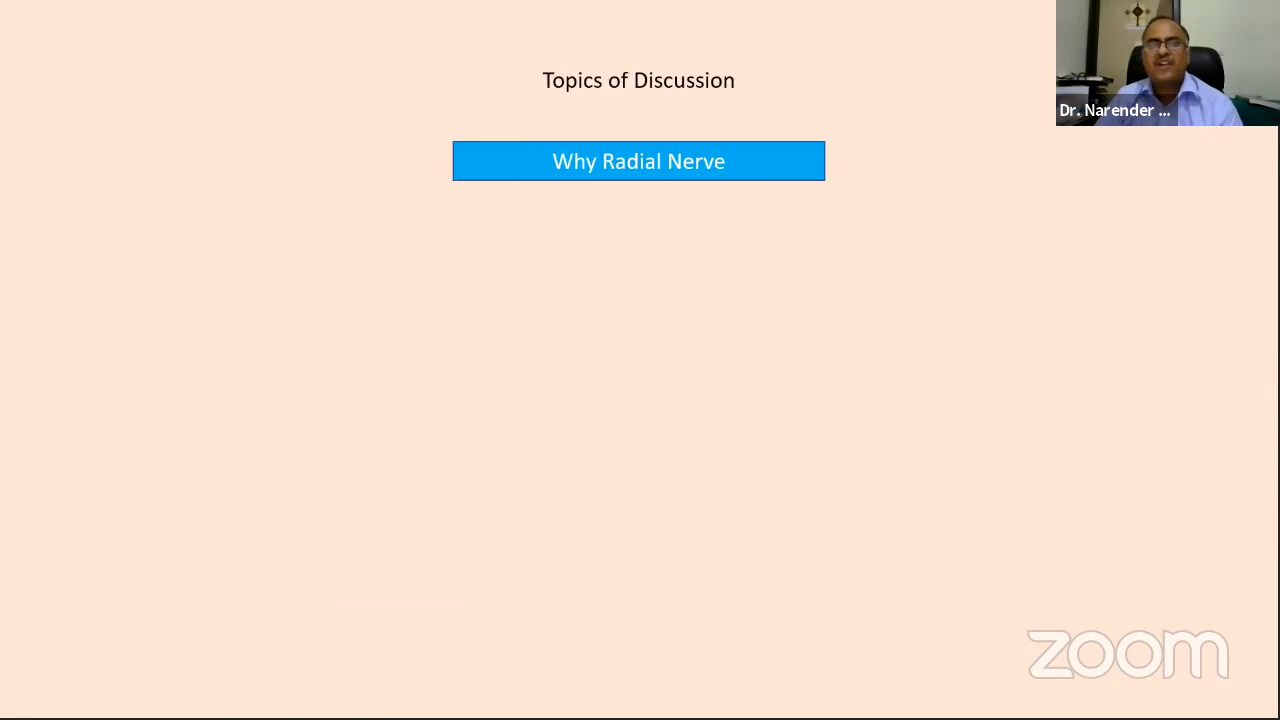 Topics of Discussion
Why Radial Nerve
Dr. Narender ...
zoom